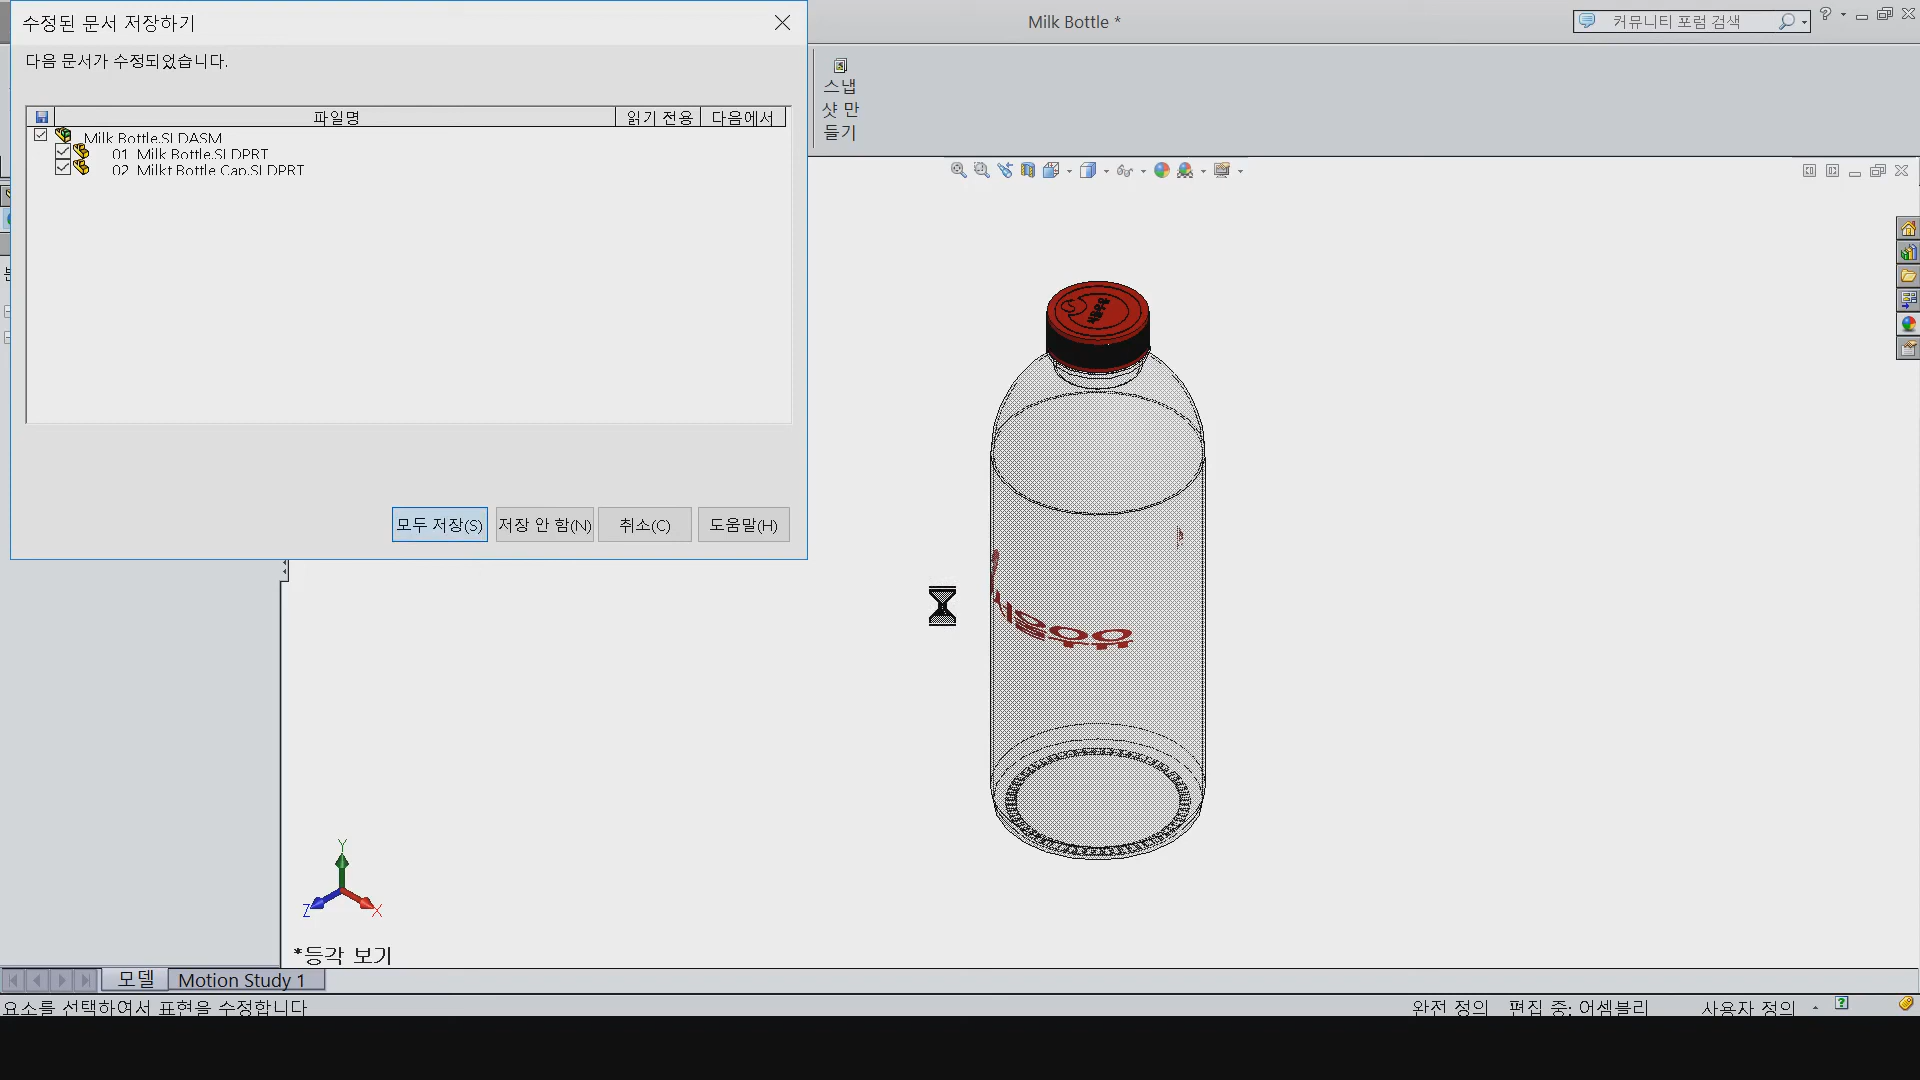 수정된 문서 저장하기
Milk Bottle *
커뮤니티 포럼 검색
다음 문서가 수정되었습니다.
파일명 읽기 전용 다음에서
Milk Bottle.SLDASM
01_Milk Bottle.SLDPRT
02_Milkt Bottle Cap.SLDPRT
스냅
샷 만
들기
모두 저장(S) 저장 안 함(N) 취소(C) 도움말(H)
서울우유
Y
Z
X
*등각 보기
모델 Motion Study 1
요소를 선택하여서 표현을 수정합니다
완전 정의 편집 중: 어셈블리 사용자 정의